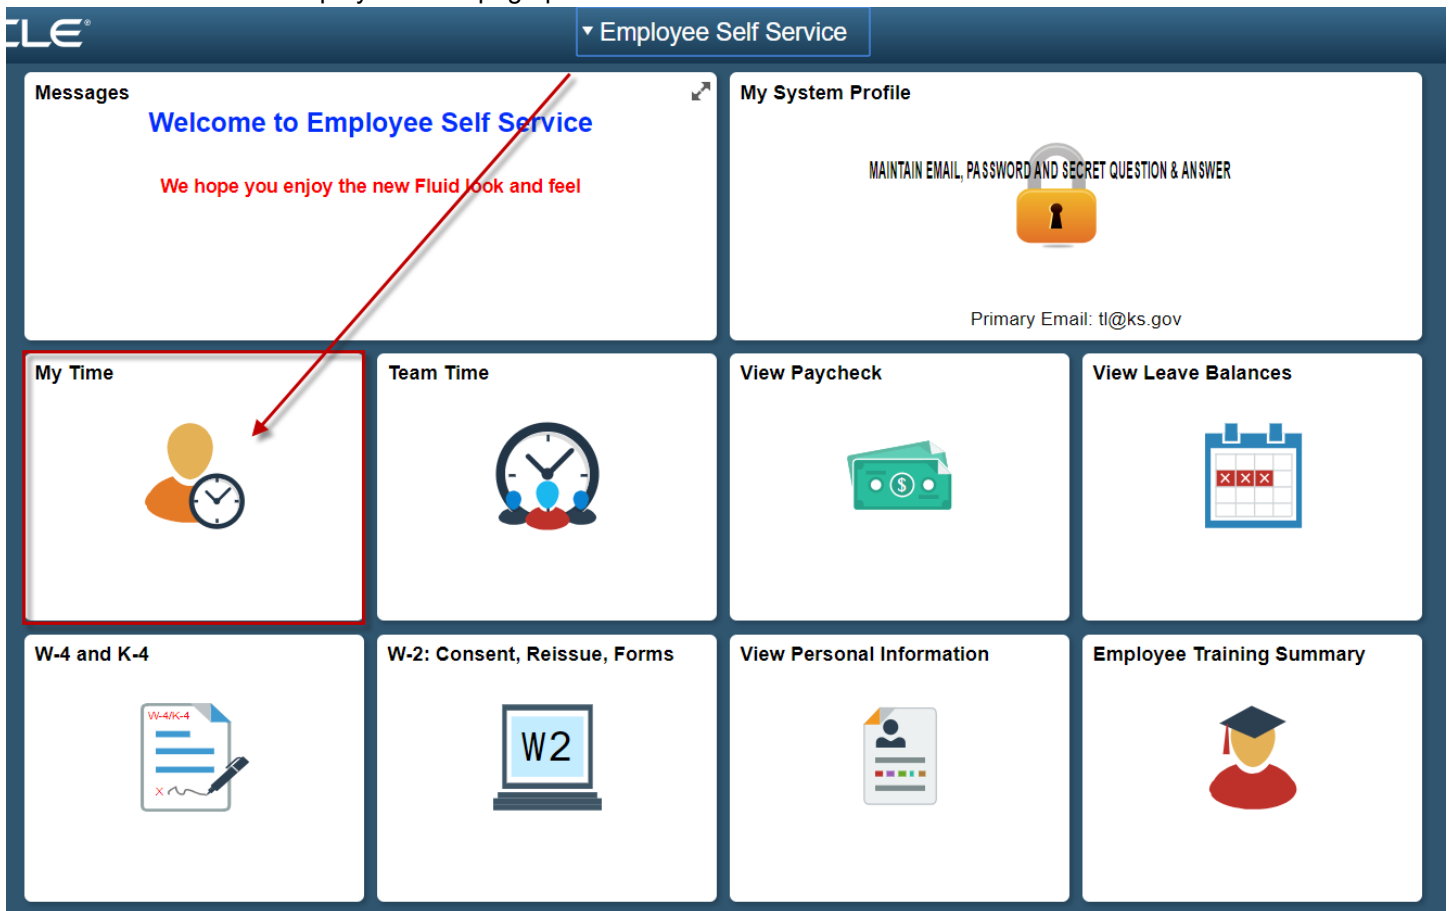 CLE
Employee Self Service
Messages
Welcome to Employee Self Service
We hope you enjoy the new Fluid look and feel
My System Profile
MAINTAIN EMAIL, PASSWORD AND SECRET QUESTION & ANSWER
Primary Email: tl@ks.gov
My Time
Team Time
View Paycheck
$
View Leave Balances
X X X
W-4 and K-4
W-4/K-4
X
W-2: Consent, Reissue, Forms
W2
View Personal Information
Employee Training Summary